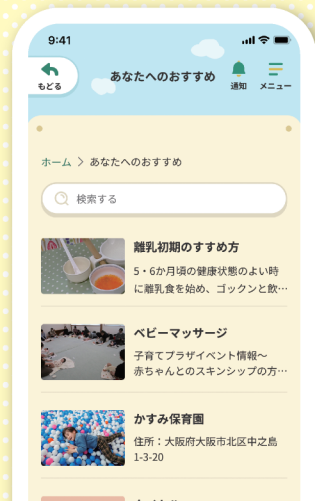 9:41
もどる
あなたへのおすすめ
通知
メニュー
ホーム > あなたへのおすすめ
検索する
離乳初期のすすめ方
5・6か月頃の健康状態のよい時
に離乳食を始め、ゴックンと飲…
ベビーマッサージ
子育てプラザイベント情報〜
赤ちゃんとのスキンシップの方…
かすみ保育園
住所：大阪府大阪市北区中之島
1-3-20